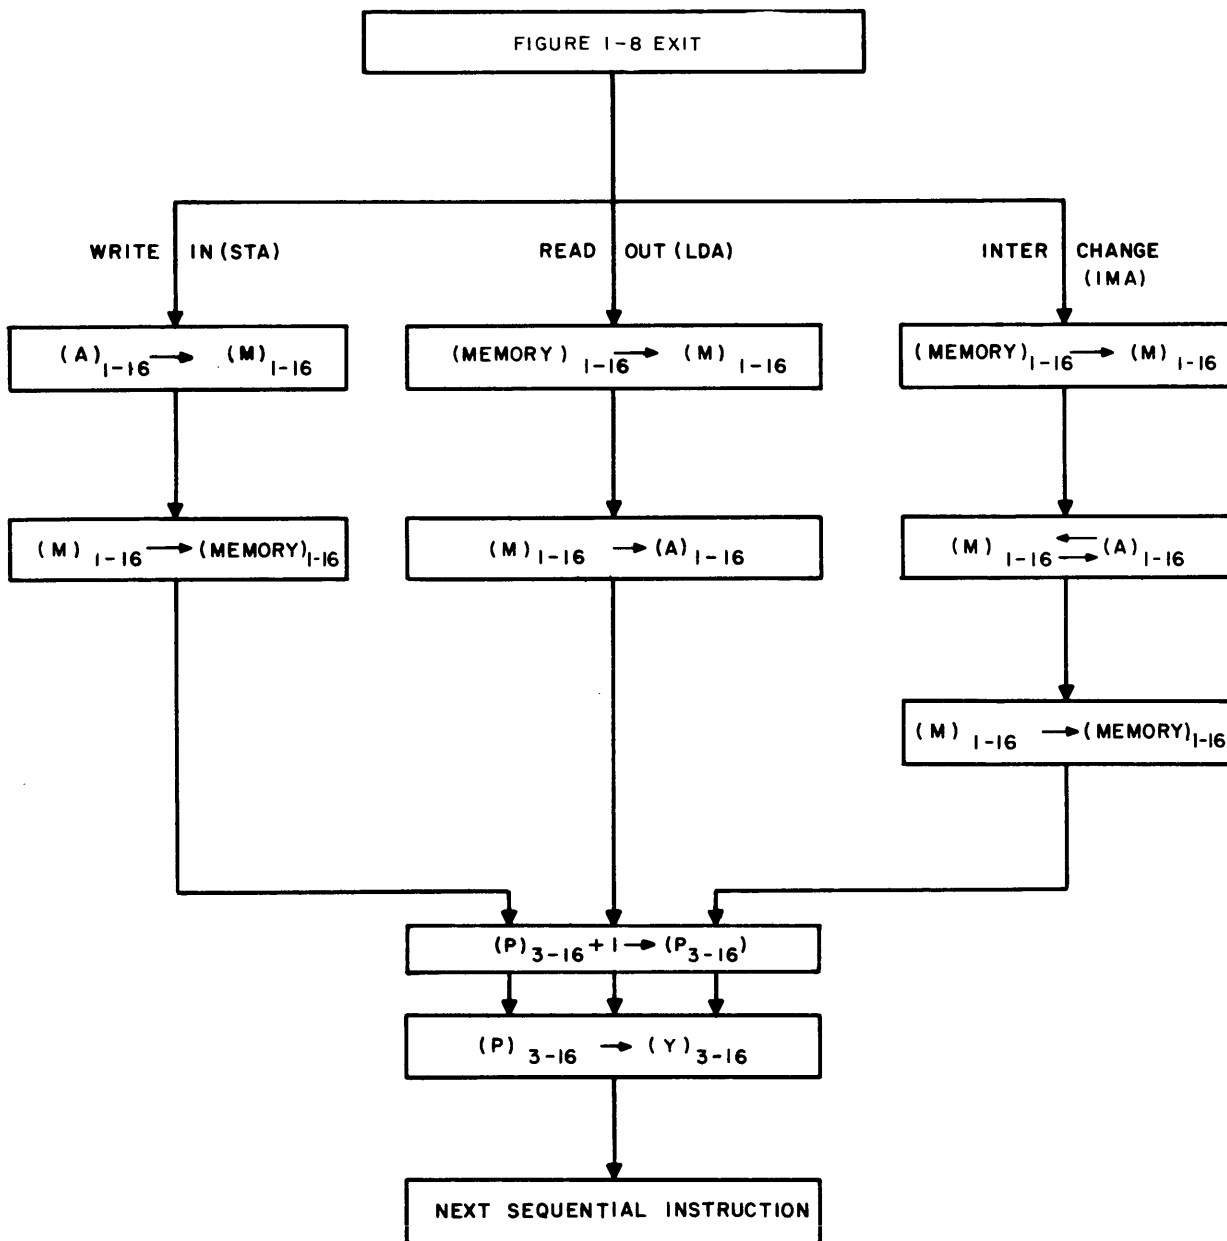 FIGURE 1-8 EXIT
WRITE IN (STA)
READ OUT (LDA)
INTER CHANGE
(IMA)
(A)1-16 → (M)1-16
(MEMORY)1-16 → (M)1-16
(MEMORY)1-16 → (M)1-16
(M)1-16 → (MEMORY)1-16
(M)1-16 → (A)1-16
(M)1-16 ⇄ (A)1-16
(M)1-16 → (MEMORY)1-16
(P)3-16 + 1 → (P3-16)
(P)3-16 → (Y)3-16
NEXT SEQUENTIAL INSTRUCTION